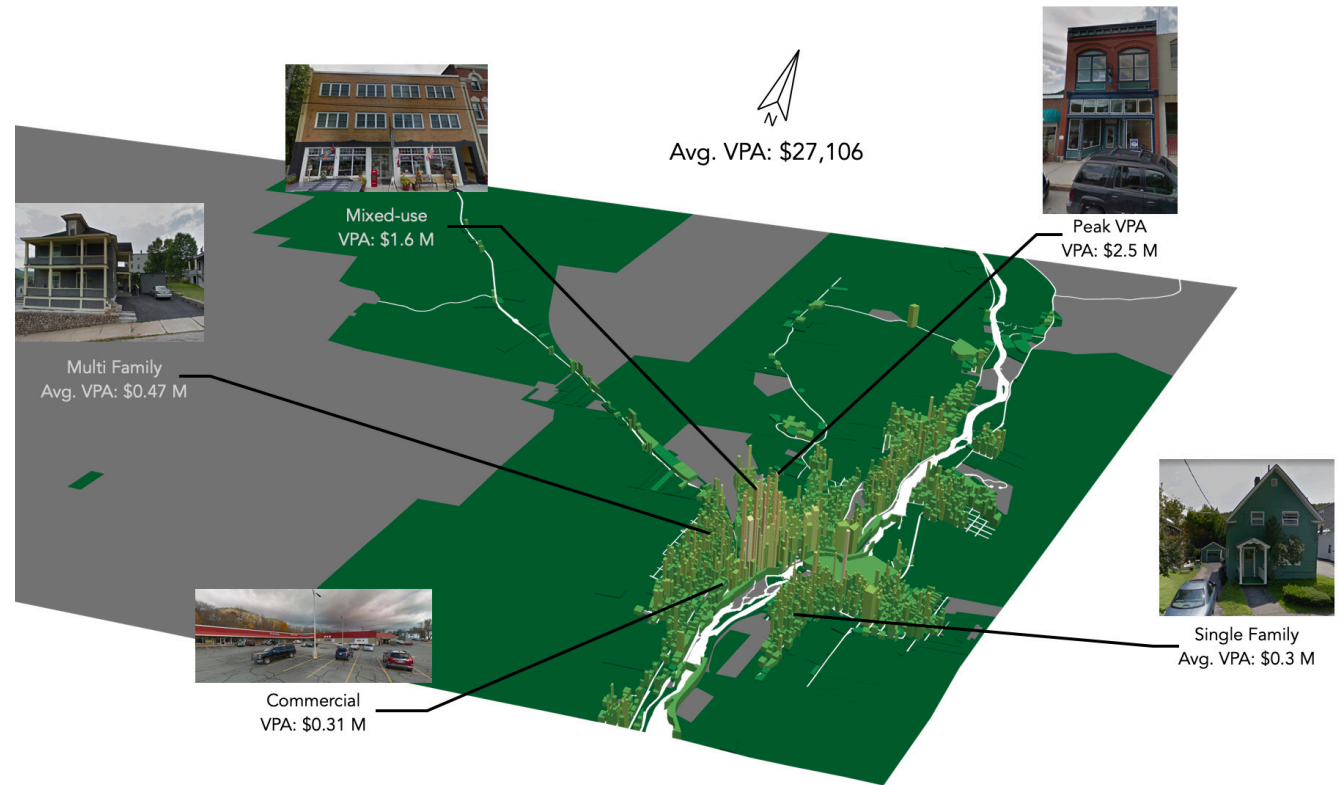 N
Avg. VPA: $27,106
Mixed-use
VPA: $1.6 M
Peak VPA
VPA: $2.5 M
Multi Family
Avg. VPA: $0.47 M
Single Family
Avg. VPA: $0.3 M
Commercial
VPA: $0.31 M